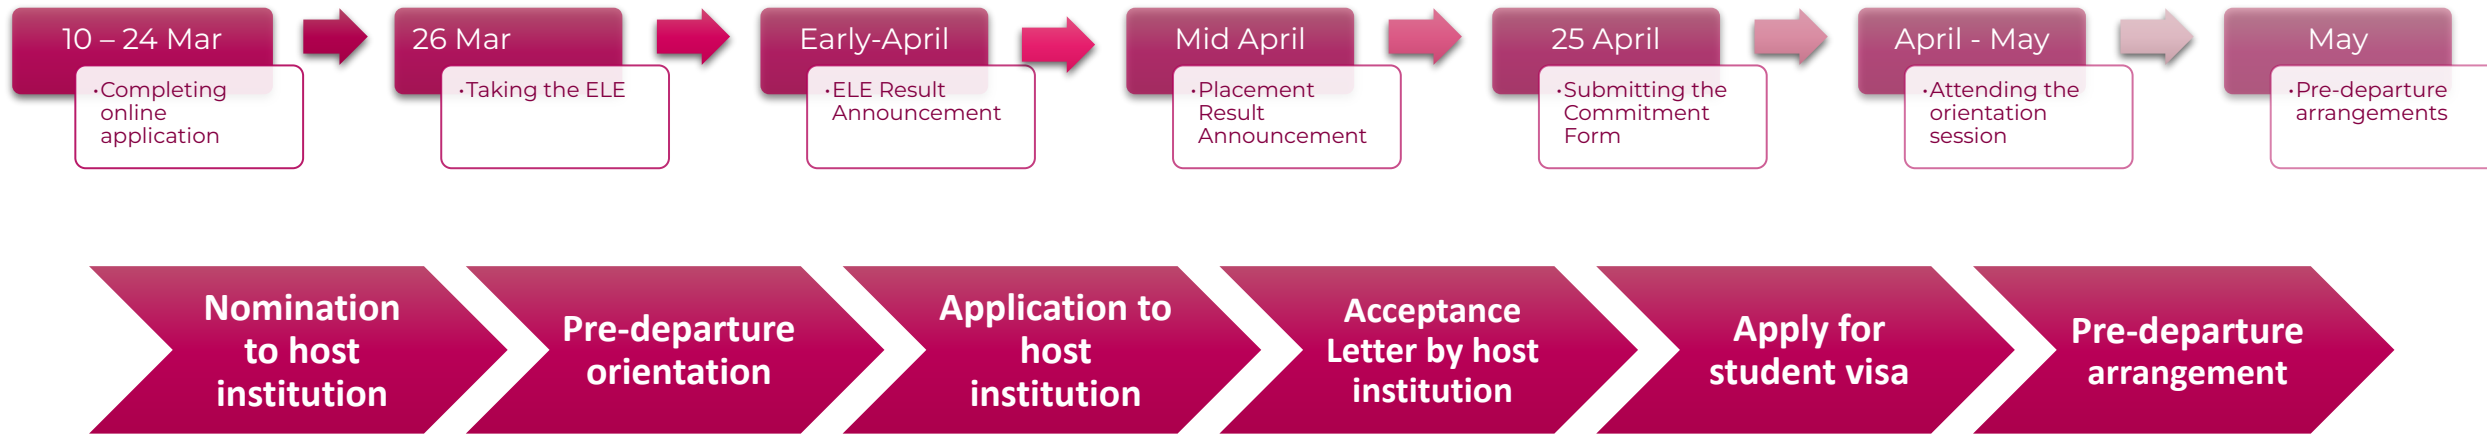 10 – 24 Mar
·Completing
online
application
26 Mar
·Taking the ELE
Early-April
·ELE Result
Announcement
Mid April
·Placement
Result
Announcement
25 April
·Submitting the
Commitment
Form
April - May
·Attending the
orientation
session
May
·Pre-departure
arrangements
Nomination
to host
institution
Pre-departure
orientation
Application to
host
institution
Acceptance
Letter by host
institution
Apply for
student visa
Pre-departure
arrangement